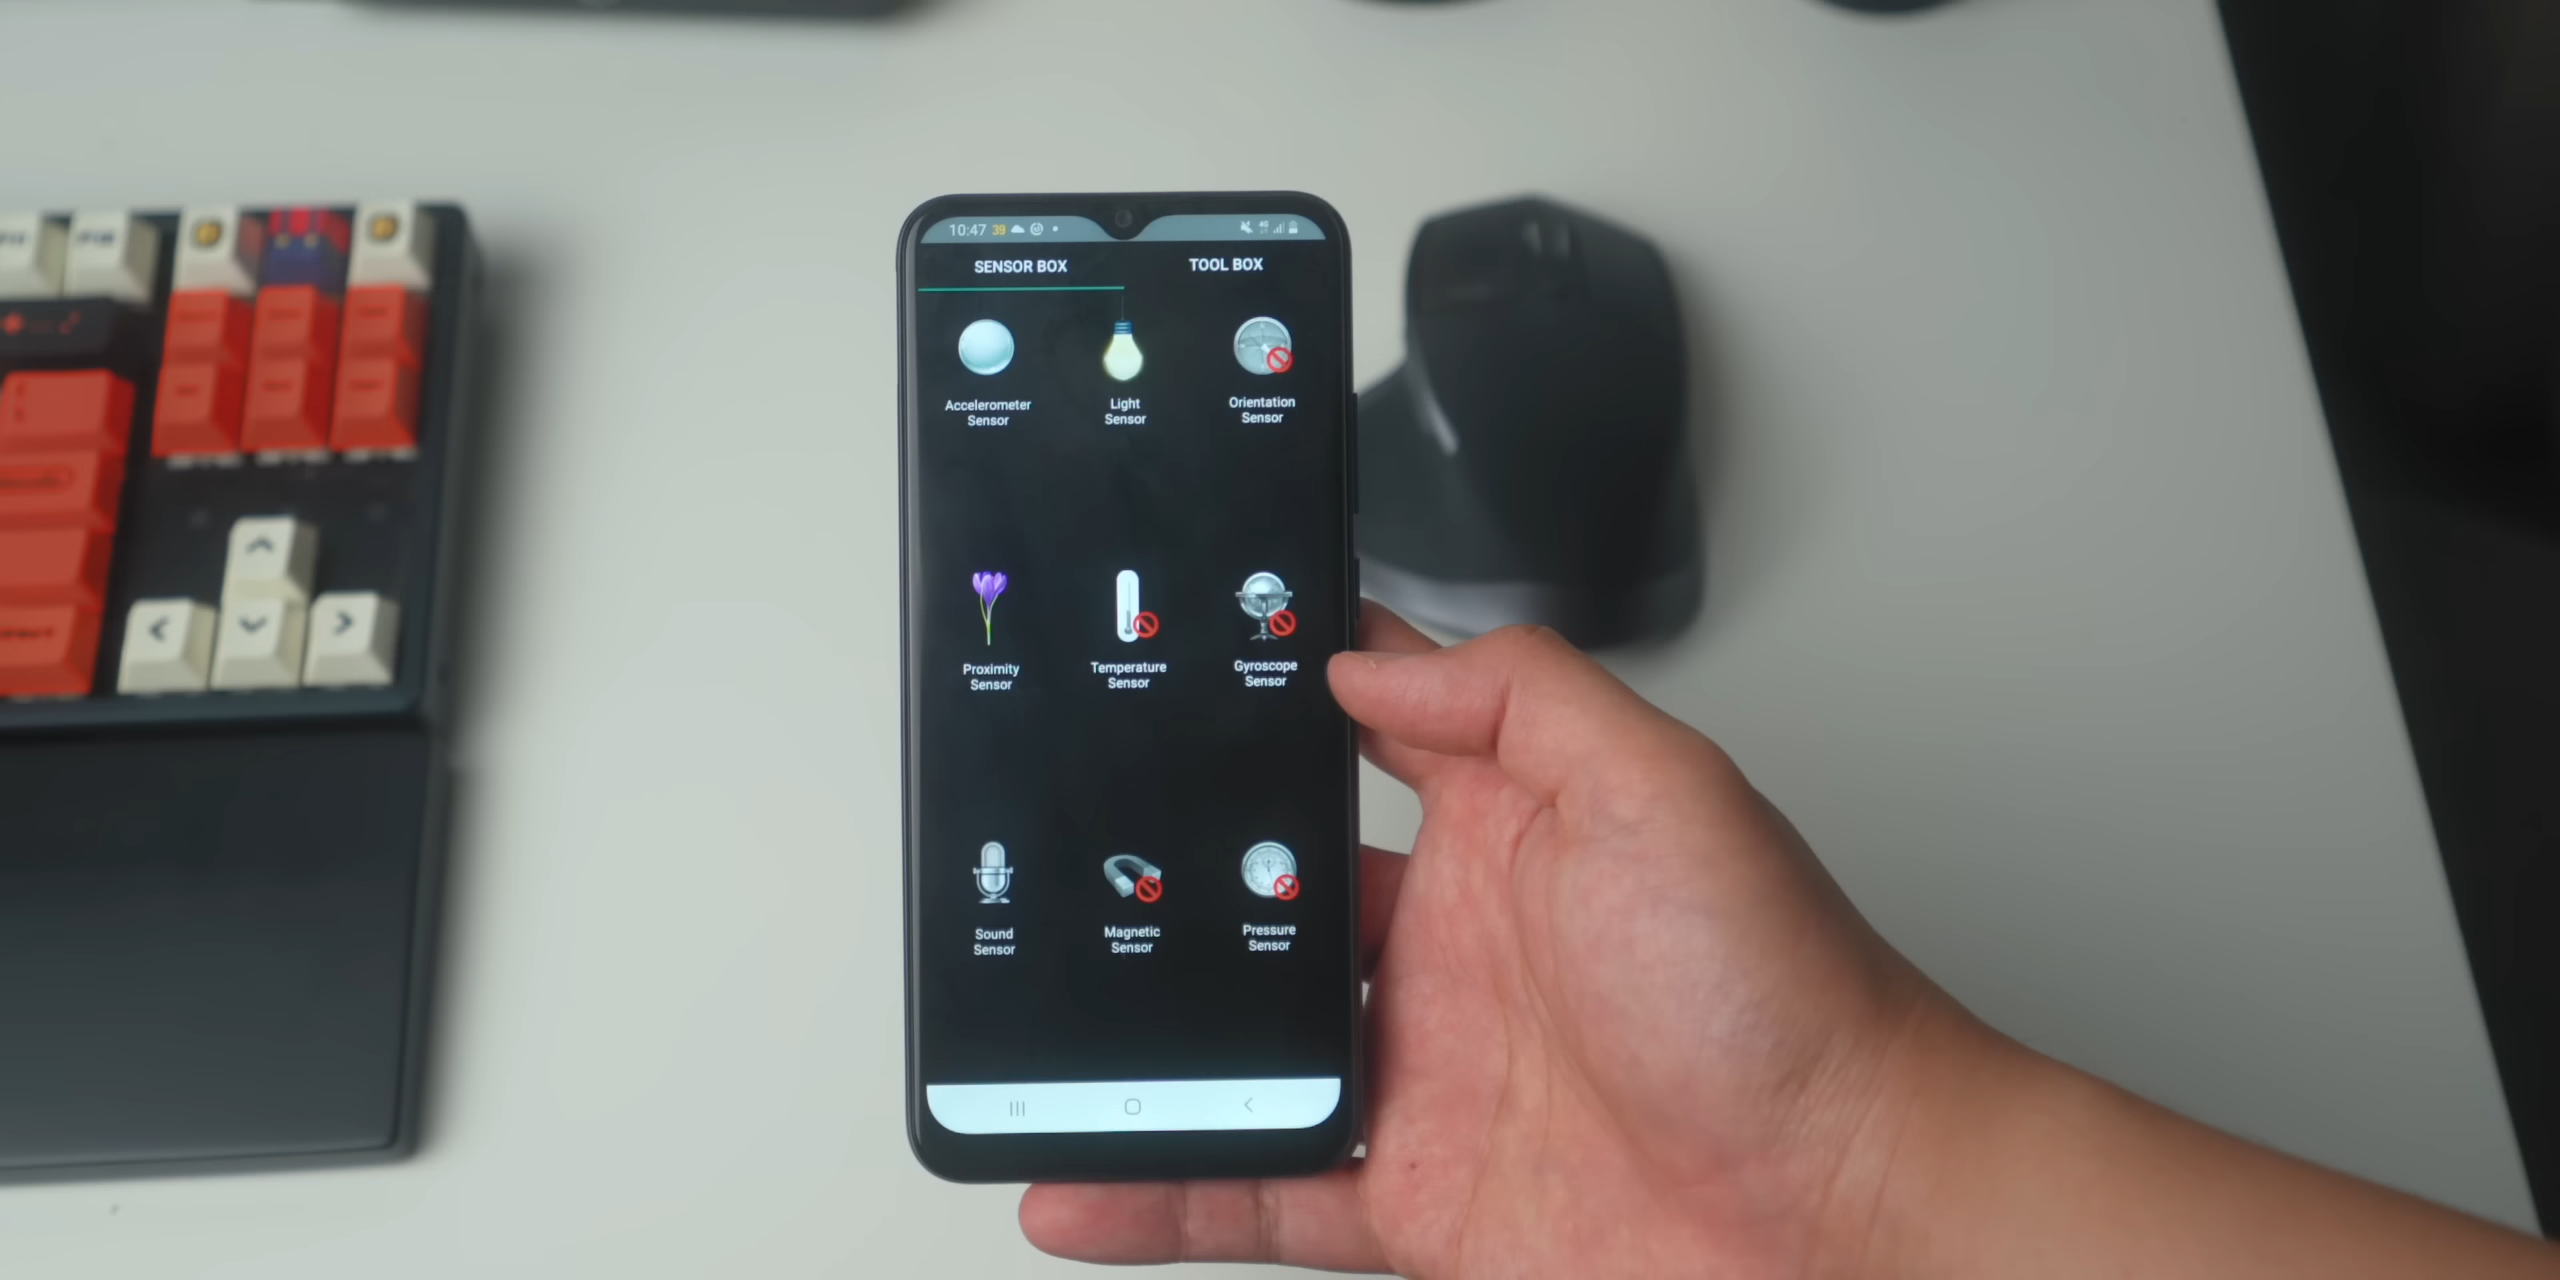 10:47 39
SENSOR BOX TOOL BOX
Accelerometer Sensor
Light Sensor
Orientation Sensor
Proximity Sensor
Temperature Sensor
Gyroscope Sensor
Sound Sensor
Magnetic Sensor
Pressure Sensor